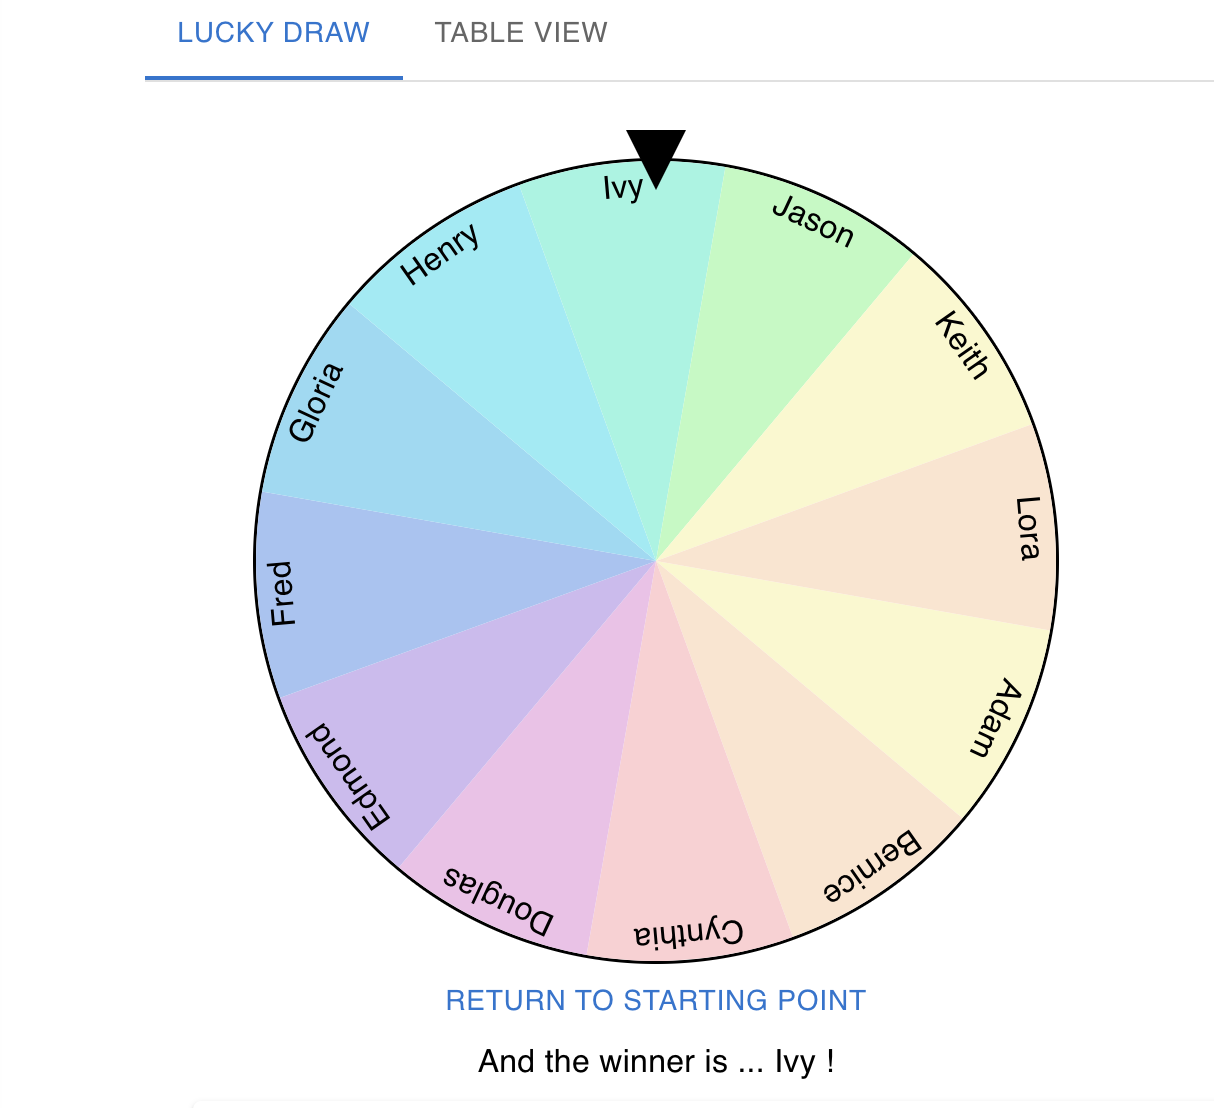 LUCKY DRAW TABLE VIEW
Ivy
Jason
Keith
Lora
Adam
Bernice
Cynthia
Douglas
Edmond
Fred
Gloria
Henry
RETURN TO STARTING POINT
And the winner is ... Ivy !